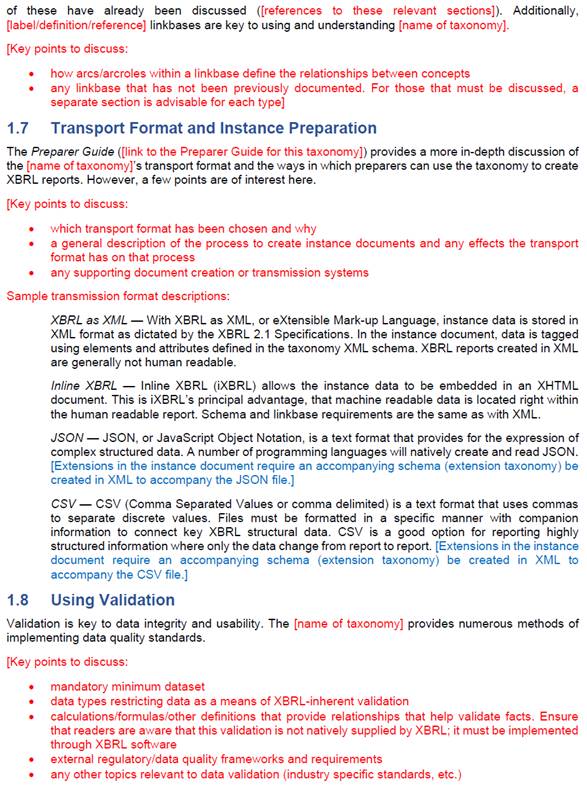 of these have already been discussed ([references to these relevant sections]). Additionally,
[label/definition/reference] linkbases are key to using and understanding [name of taxonomy].
[Key points to discuss:
• how arcs/arcroles within a linkbase define the relationships between concepts
• any linkbase that has not been previously documented. For those that must be discussed, a
separate section is advisable for each type]
1.7 Transport Format and Instance Preparation
The Preparer Guide ([link to the Preparer Guide for this taxonomy]) provides a more in-depth discussion of
the [name of taxonomy]'s transport format and the ways in which preparers can use the taxonomy to create
XBRL reports. However, a few points are of interest here.
[Key points to discuss:
• which transport format has been chosen and why
• a general description of the process to create instance documents and any effects the transport
format has on that process
• any supporting document creation or transmission systems
Sample transmission format descriptions:
XBRL as XML — With XBRL as XML, or eXtensible Mark-up Language, instance data is stored in
XML format as dictated by the XBRL 2.1 Specifications. In the instance document, data is tagged
using elements and attributes defined in the taxonomy XML schema. XBRL reports created in XML
are generally not human readable.
Inline XBRL — Inline XBRL (iXBRL) allows the instance data to be embedded in an XHTML
document. This is iXBRL's principal advantage, that machine readable data is located right within
the human readable report. Schema and linkbase requirements are the same as with XML.
JSON — JSON, or JavaScript Object Notation, is a text format that provides for the expression of
complex structured data. A number of programming languages will natively create and read JSON.
[Extensions in the instance document require an accompanying schema (extension taxonomy) be
created in XML to accompany the JSON file.]
CSV — CSV (Comma Separated Values or comma delimited) is a text format that uses commas
to separate discrete values. Files must be formatted in a specific manner with companion
information to connect key XBRL structural data. CSV is a good option for reporting highly
structured information where only the data change from report to report. [Extensions in the instance
document require an accompanying schema (extension taxonomy) be created in XML to
accompany the CSV file.]
1.8 Using Validation
Validation is key to data integrity and usability. The [name of taxonomy] provides numerous methods of
implementing data quality standards.
[Key points to discuss:
• mandatory minimum dataset
• data types restricting data as a means of XBRL-inherent validation
• calculations/formulas/other definitions that provide relationships that help validate facts. Ensure
that readers are aware that this validation is not natively supplied by XBRL; it must be implemented
through XBRL software
• external regulatory/data quality frameworks and requirements
• any other topics relevant to data validation (industry specific standards, etc.)